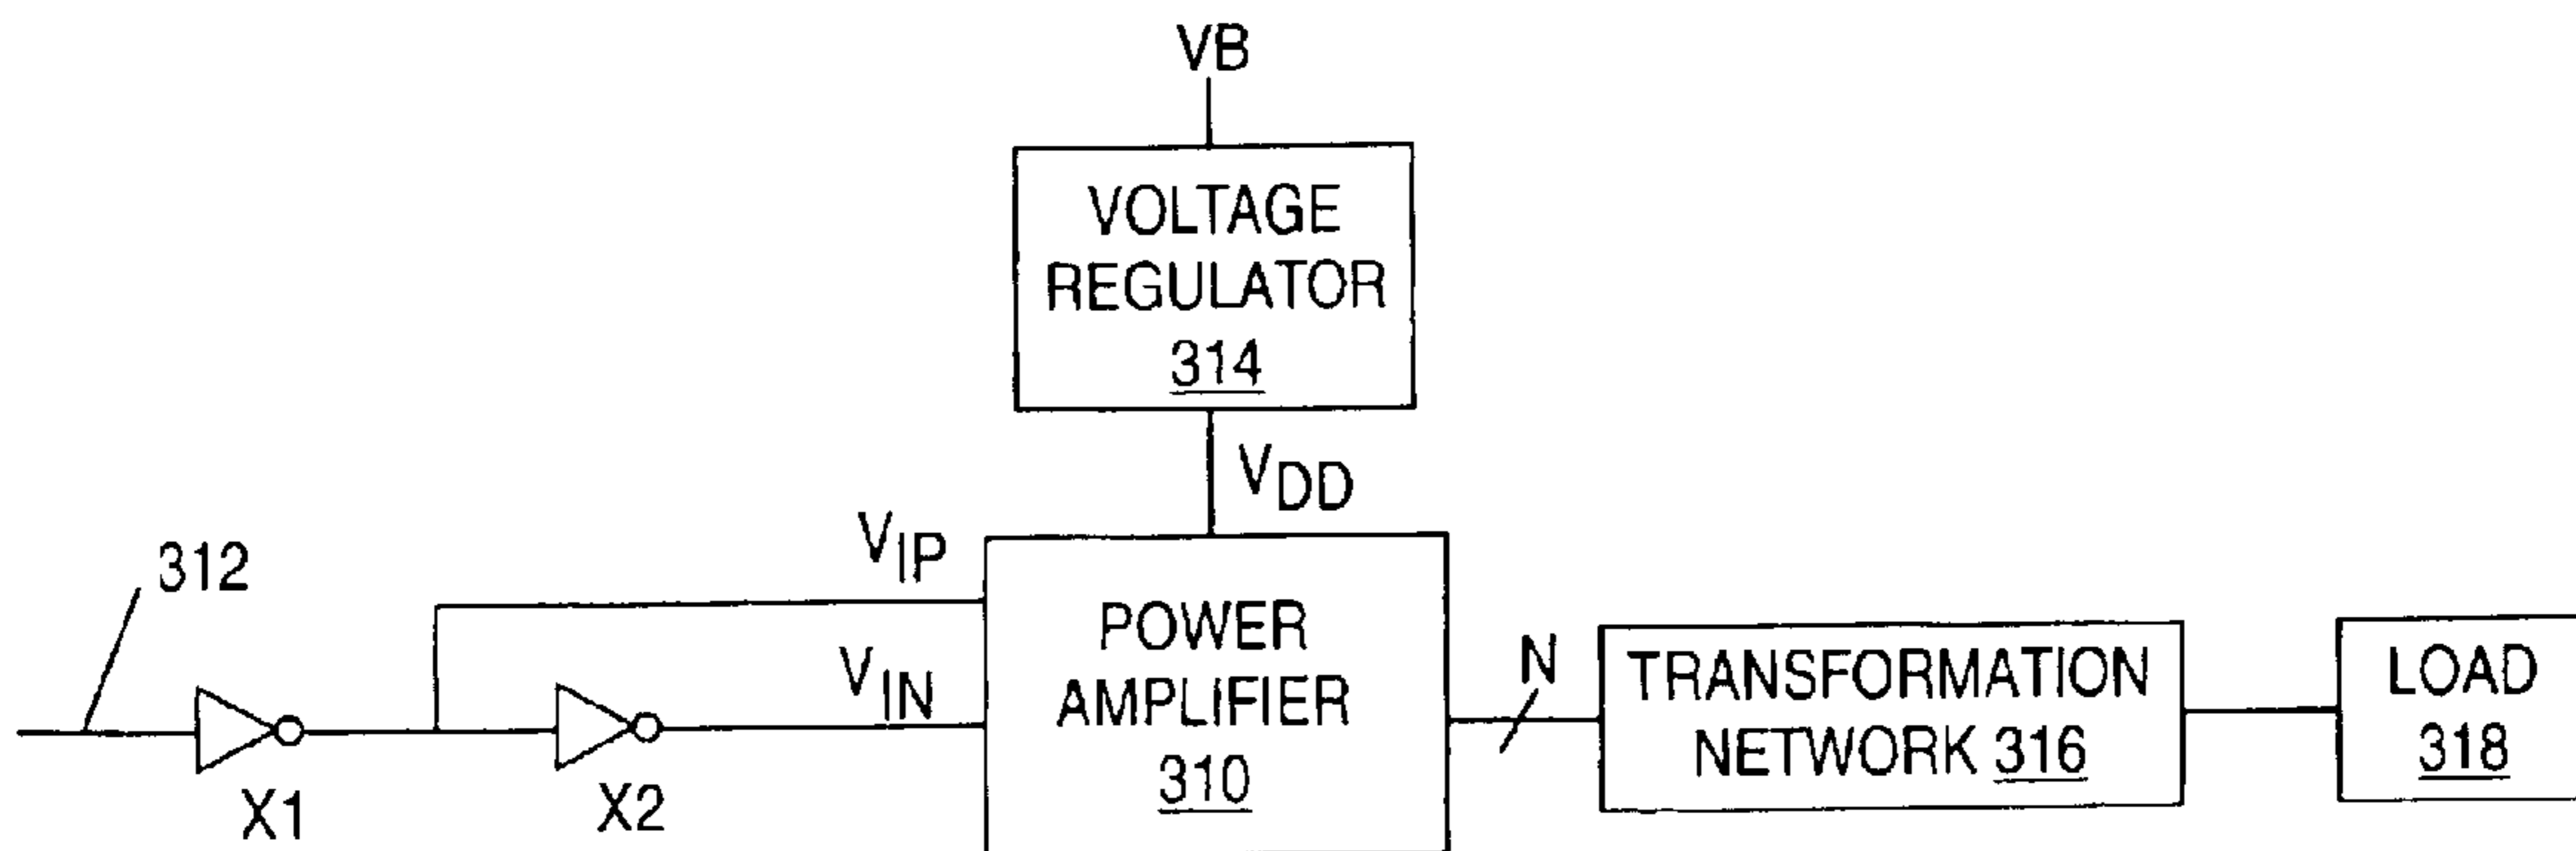 VB
VOLTAGE
REGULATOR
314
VDD
312
VIP
VIN
X1
X2
POWER
AMPLIFIER
310
N
TRANSFORMATION
NETWORK 316
LOAD
318